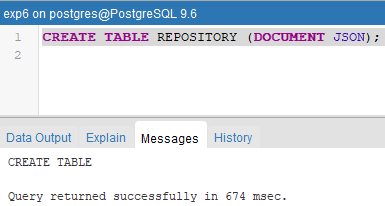 exp6 on postgres@PostgreSQL 9.6
1 CREATE TABLE REPOSITORY (DOCUMENT JSON);
2
Data Output Explain Messages History
CREATE TABLE
Query returned successfully in 674 msec.